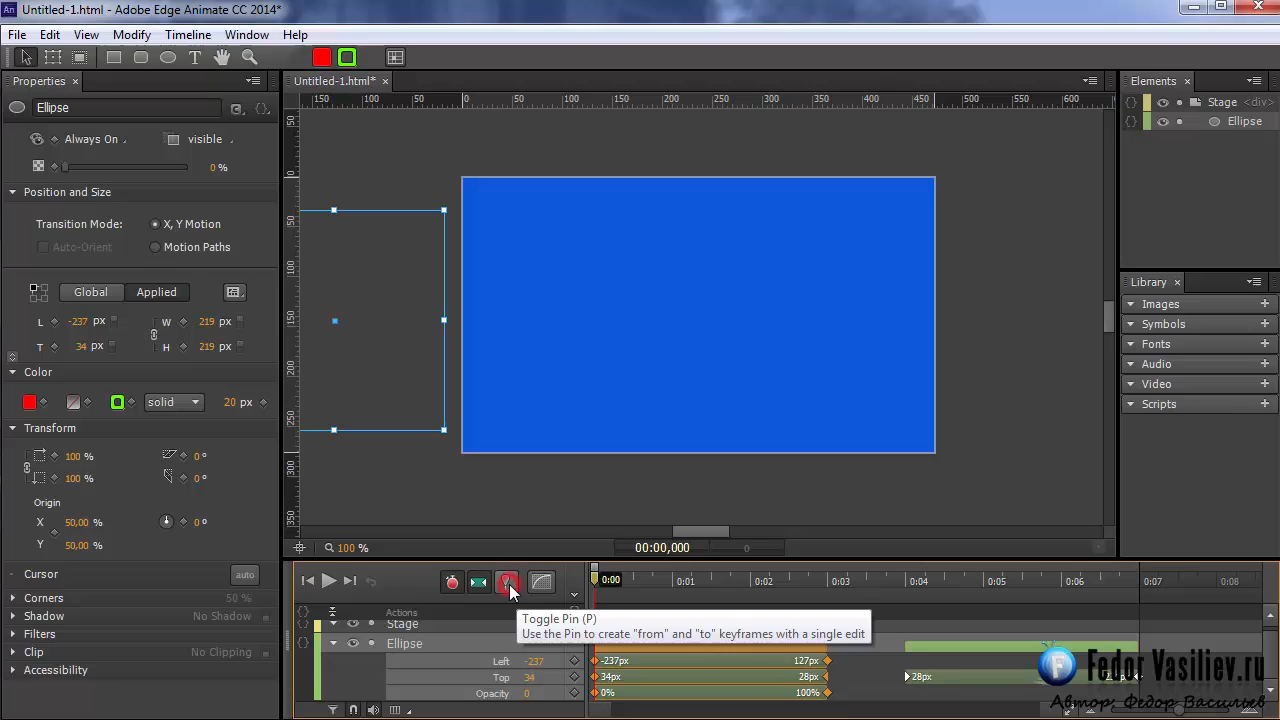 An Untitled-1.html - Adobe Edge Animate CC 2014*
File Edit View Modify Timeline Window Help
Properties ×
Untitled-1.html* ×
Elements ×
150 100 50 0 50 100 150 200 250 300 350 400 450 500 550 600
Ellipse
Stage <div>
Ellipse
Always On
visible
0 %
Position and Size
Transition Mode: X, Y Motion
Auto-Orient Motion Paths
Global Applied
L -237 px W 219 px
T 34 px H 219 px
Color
solid 20 px
Transform
100 % 0 º
100 % 0 º
Origin
X 50,00 % 0 º
Y 50,00 %
Cursor auto
Corners 50 %
Shadow No Shadow
Filters
Clip No Clipping
Accessibility
50 0 50 100 150 200 250 300 350
Library ×
Images
Symbols
Fonts
Audio
Video
Scripts
100 % 00:00,000 0
0:00 0:01 0:02 0:03 0:04 0:05 0:06 0:07 0:08
Toggle Pin (P)
Use the Pin to create "from" and "to" keyframes with a single edit
Actions
Stage
Ellipse
Left -237 -237px 127px
Top 34 34px 28px 28px
Opacity 0 0% 100%
Fedor Vasiliev.ru
Автор: Федор Васильев